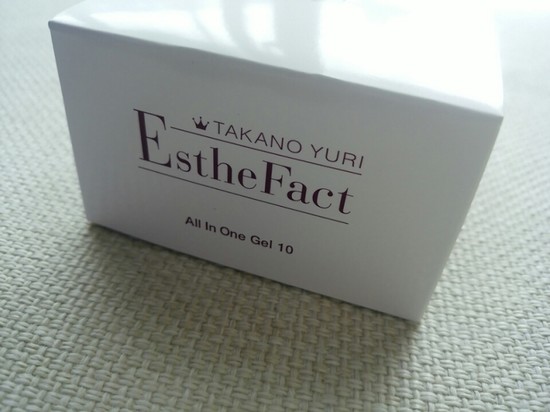 TAKANO YURI
EstheFact
All In One Gel 10